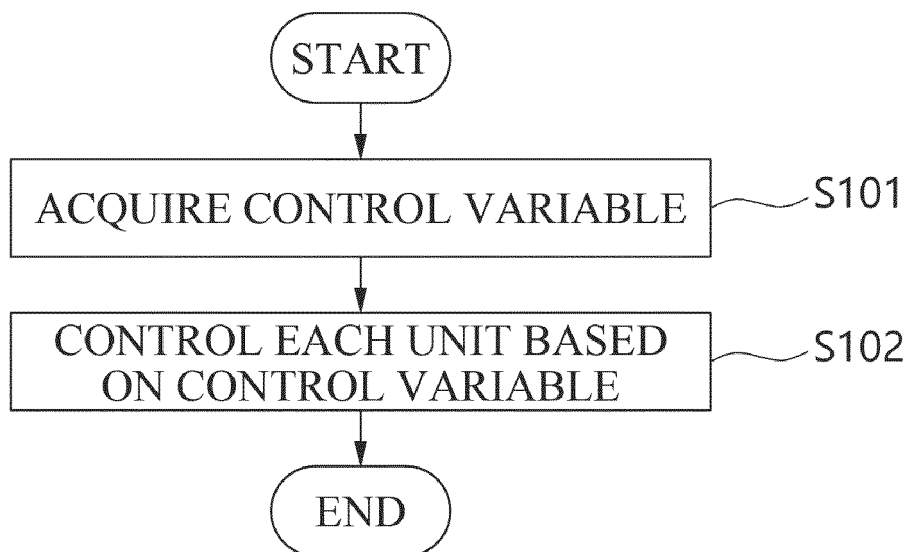 START
ACQUIRE CONTROL VARIABLE
S101
CONTROL EACH UNIT BASED
ON CONTROL VARIABLE
S102
END